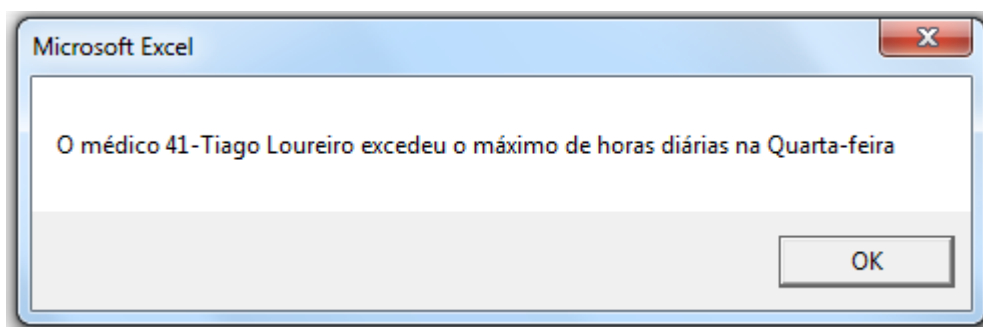 Microsoft Excel
O médico 41-Tiago Loureiro excedeu o máximo de horas diárias na Quarta-feira
OK